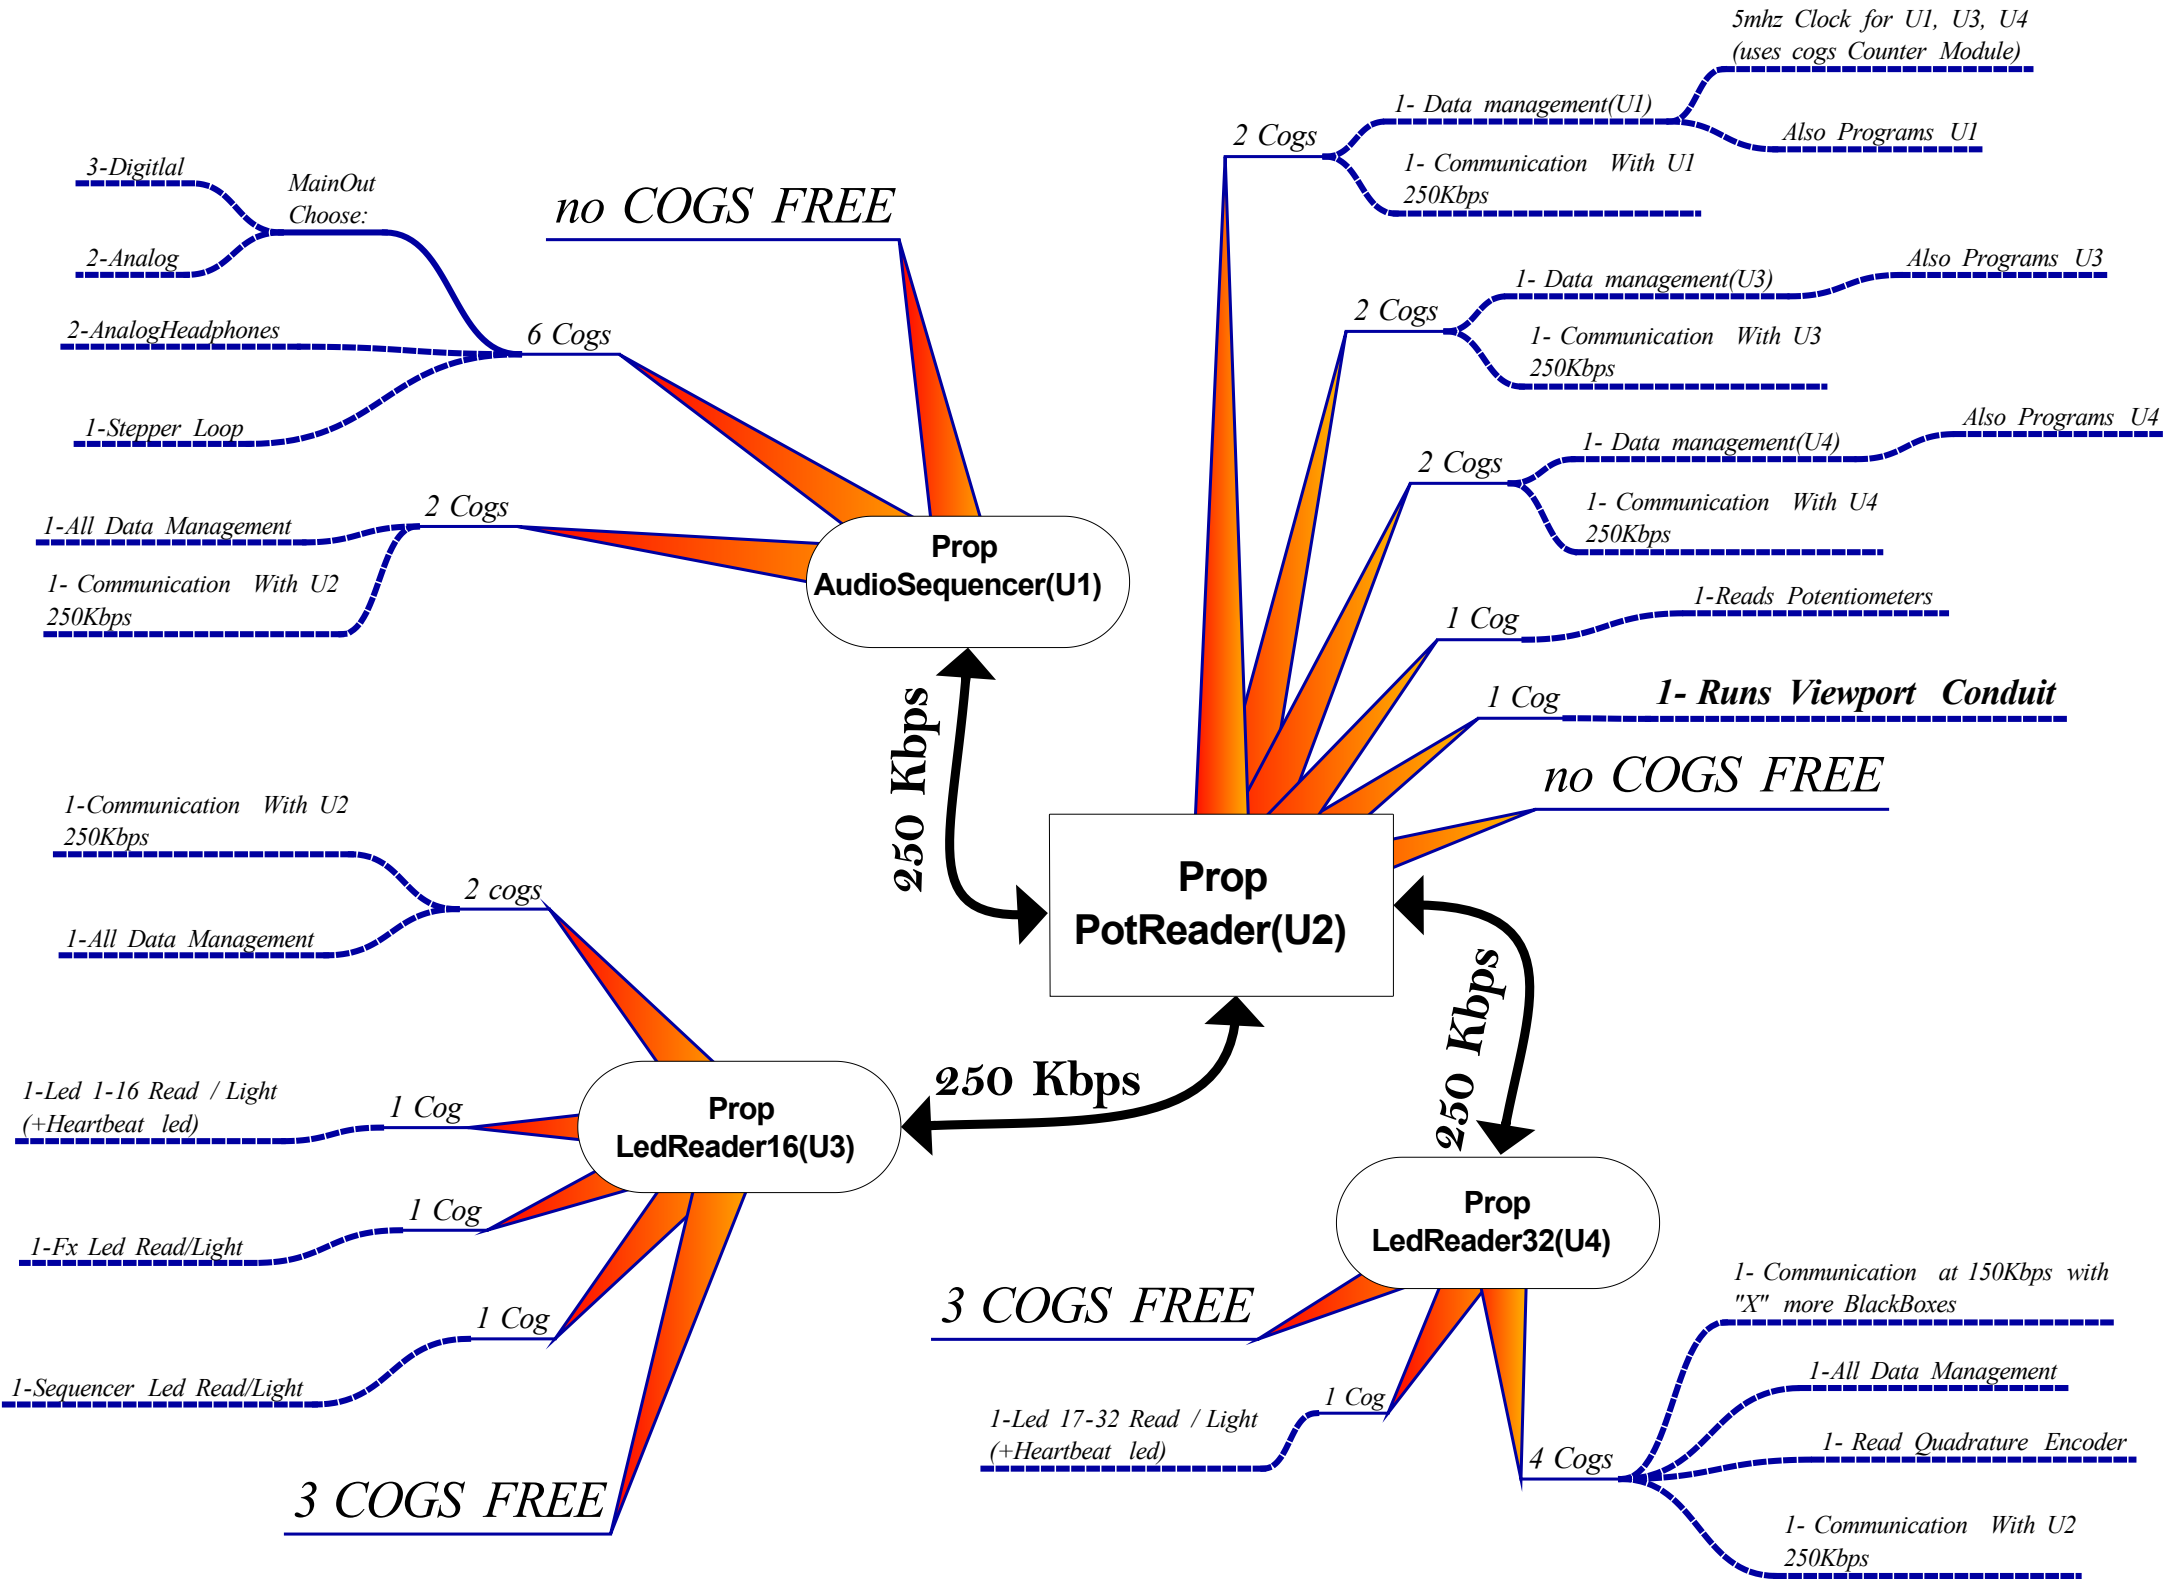 5mhz Clock for U1, U3, U4
(uses cogs Counter Module)
1- Data management(U1)
Also Programs U1
2 Cogs
1- Communication With U1
250Kbps
3-Digitlal
MainOut
Choose:
2-Analog
no COGS FREE
2-AnalogHeadphones
6 Cogs
1-Stepper Loop
2 Cogs
1-All Data Management
1- Communication With U2
250Kbps
Prop
AudioSequencer(U1)
Also Programs U3
1- Data management(U3)
2 Cogs
1- Communication With U3
250Kbps
Also Programs U4
1- Data management(U4)
2 Cogs
1- Communication With U4
250Kbps
1-Reads Potentiometers
1 Cog
1 Cog
1- Runs Viewport Conduit
no COGS FREE
250 Kbps
Prop
PotReader(U2)
1-Communication With U2
250Kbps
2 cogs
1-All Data Management
250 Kbps
250 Kbps
1-Led 1-16 Read / Light
(+Heartbeat led)
1 Cog
Prop
LedReader16(U3)
1 Cog
1-Fx Led Read/Light
1 Cog
1-Sequencer Led Read/Light
3 COGS FREE
Prop
LedReader32(U4)
3 COGS FREE
1 Cog
1-Led 17-32 Read / Light
(+Heartbeat led)
1- Communication at 150Kbps with
"X" more BlackBoxes
1-All Data Management
1- Read Quadrature Encoder
4 Cogs
1- Communication With U2
250Kbps